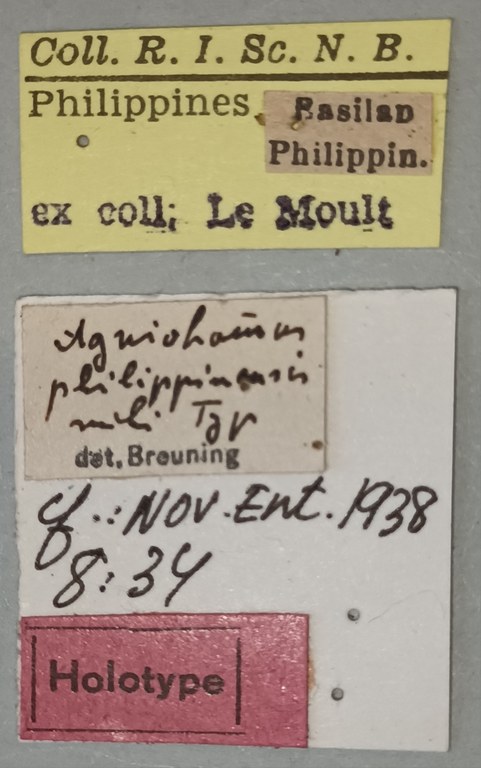 Coll. R. I. Sc. N. B.
Philippines
Basilan
Philippin.
ex coll; Le Moult
philippinensis
mihi Typ
det. Breuning
cf.: Nov. Ent. 1938
8: 34
Holotype